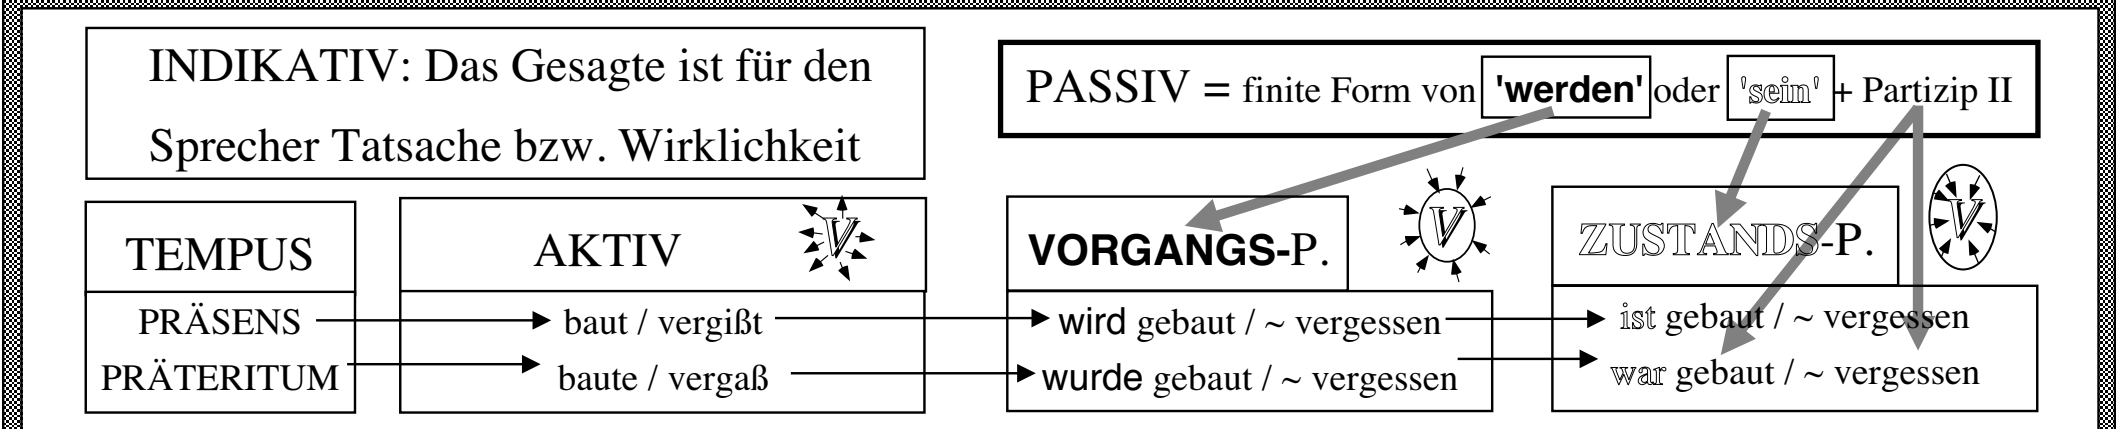 INDIKATIV: Das Gesagte ist für den
Sprecher Tatsache bzw. Wirklichkeit
PASSIV = finite Form von 'werden' oder 'sein' + Partizip II
TEMPUS
AKTIV
V
VORGANGS-P.
V
ZUSTANDS-P.
V
PRÄSENS
baut / vergißt
wird gebaut / ~ vergessen
ist gebaut / ~ vergessen
PRÄTERITUM
baute / vergaß
wurde gebaut / ~ vergessen
war gebaut / ~ vergessen